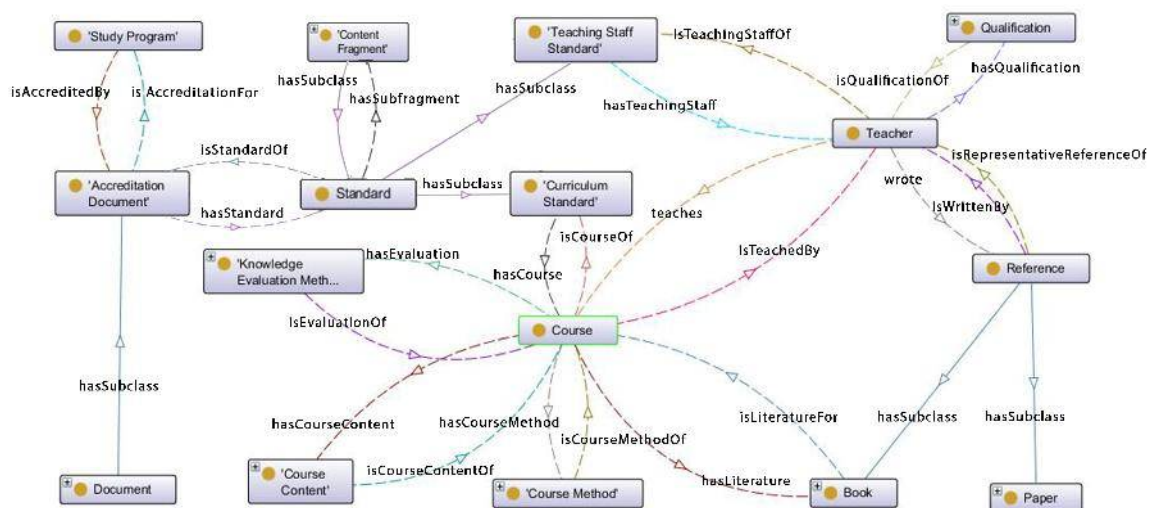 'Study Program'
'Content
Fragment'
'Teaching Staff
Standard'
IsTeachingStaffOf
Qualification
isAccreditedBy
is AccreditationFor
hasSubclass
hasSubfragment
hasSubclass
hasTeachingStaff
isQualificationOf
hasQualification
Teacher
isStandardOf
isRepresentativeReferenceOf
'Accreditation
Document'
Standard
hasSubclass
'Curriculum
Standard'
wrote
hasStandard
teaches
IsWrittenBy
isCourseOf
'Knowledge
Evaluation Meth...
hasEvaluation
hasCourse
IsTeachedBy
Reference
isEvaluationOf
Course
hasSubclass
hasCourseContent
hasCourseMethod
isCourseMethodOf
isLiteratureFor
hasSubclass
hasSubclass
isCourseContentOf
hasLiterature
Document
'Course
Content'
'Course Method'
Book
Paper